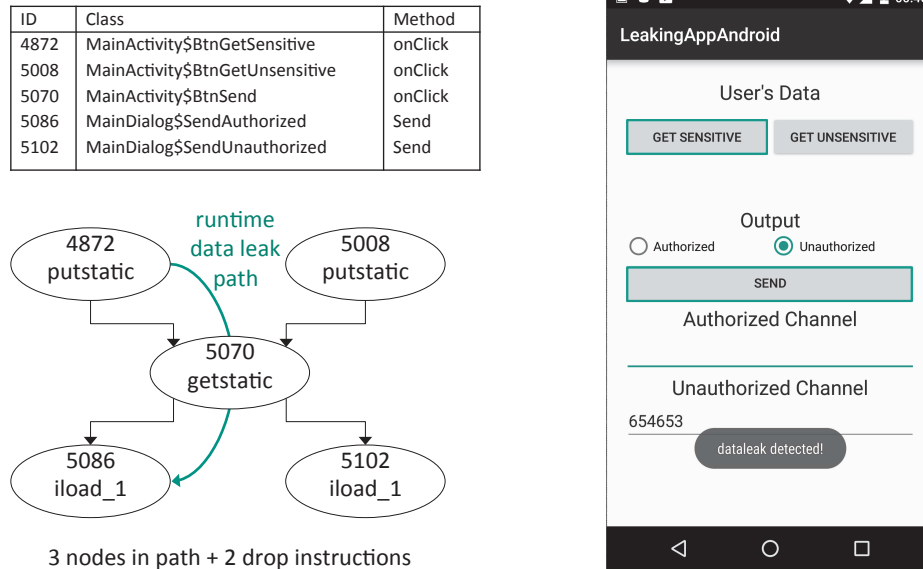 ID Class Method
4872 MainActivity$BtnGetSensitive onClick
5008 MainActivity$BtnGetUnsensitive onClick
5070 MainActivity$BtnSend onClick
5086 MainDialog$SendAuthorized Send
5102 MainDialog$SendUnauthorized Send
runtime
data leak
path
4872
putstatic
5008
putstatic
5070
getstatic
5086
iload_1
5102
iload_1
3 nodes in path + 2 drop instructions
LeakingAppAndroid
User's Data
GET SENSITIVE GET UNSENSITIVE
Output
Authorized Unauthorized
SEND
Authorized Channel
Unauthorized Channel
654653
dataleak detected!